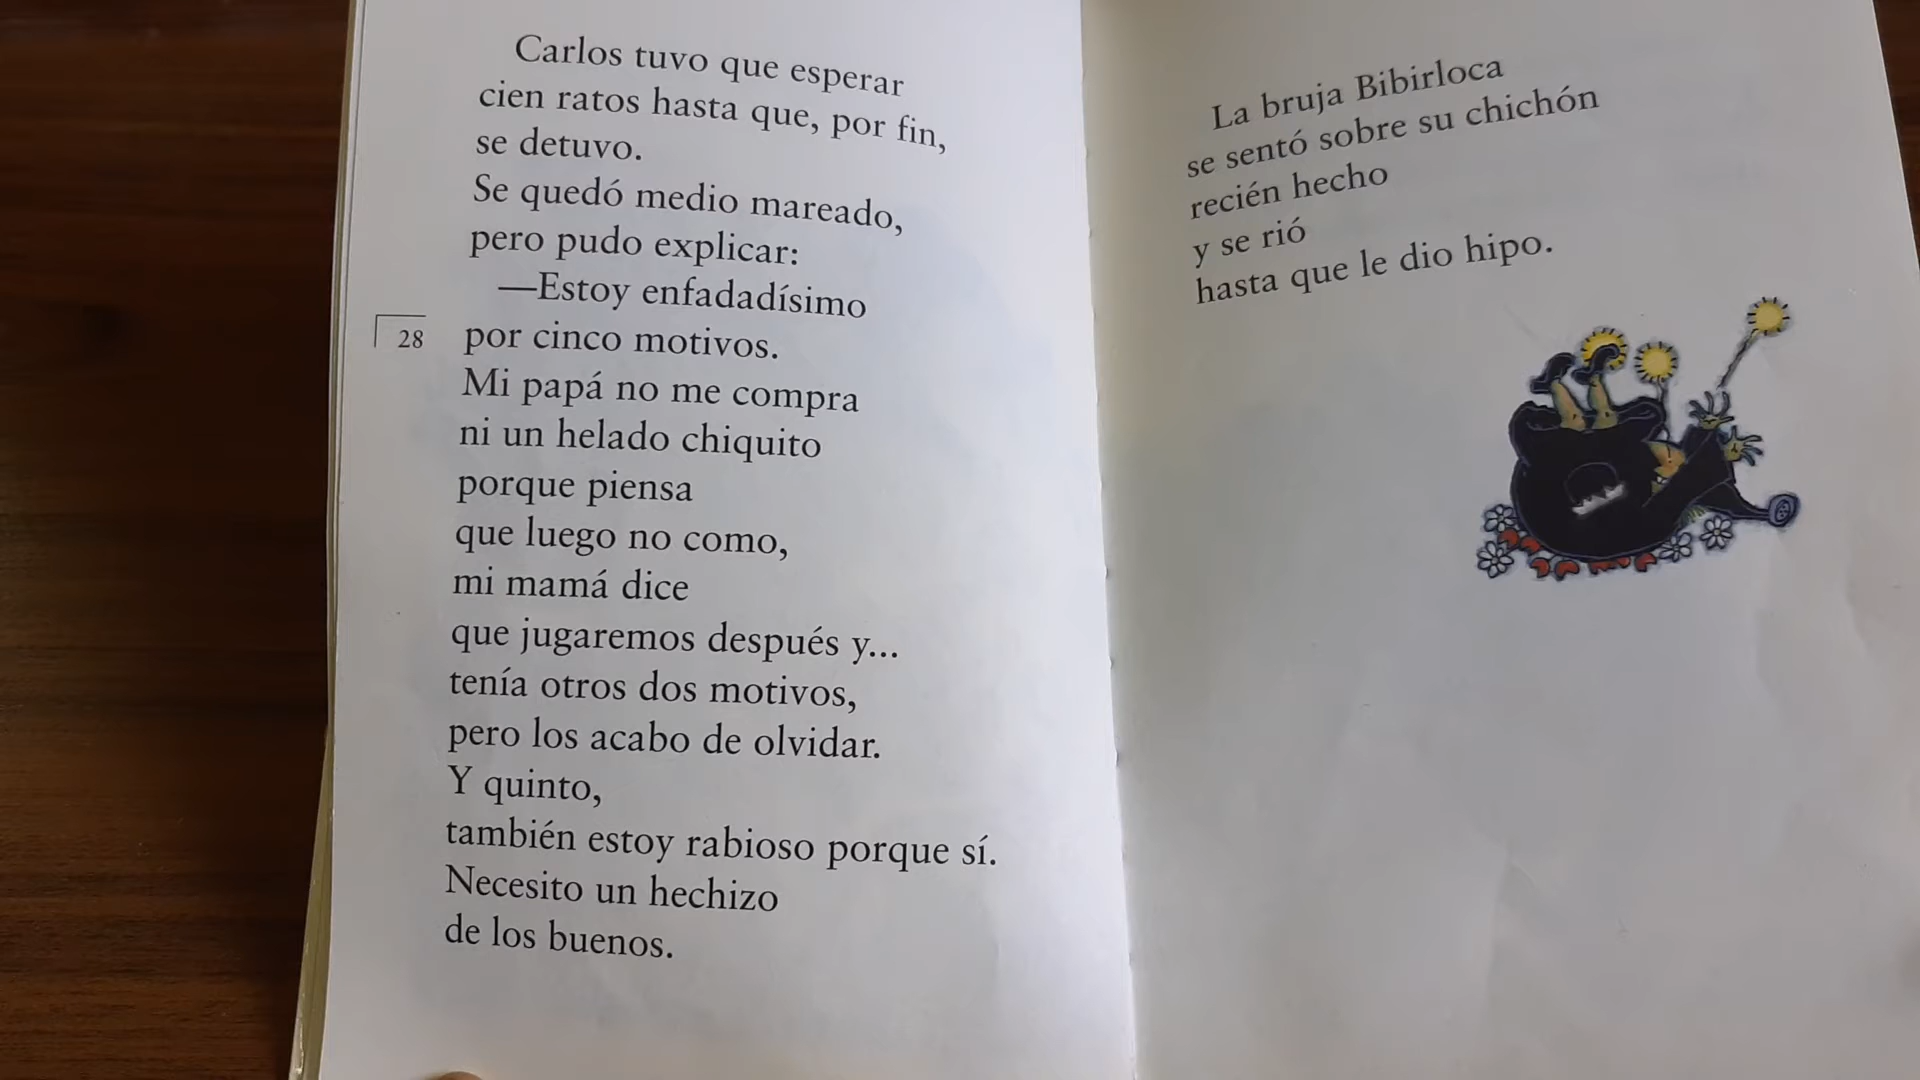 Carlos tuvo que esperar
cien ratos hasta que, por fin,
se detuvo.
Se quedó medio mareado,
pero pudo explicar:
—Estoy enfadadísimo
por cinco motivos.
Mi papá no me compra
ni un helado chiquito
porque piensa
que luego no como,
mi mamá dice
que jugaremos después y...
tenía otros dos motivos,
pero los acabo de olvidar.
Y quinto,
también estoy rabioso porque sí.
Necesito un hechizo
de los buenos.
28
La bruja Bibirloca
se sentó sobre su chichón
recién hecho
y se rió
hasta que le dio hipo.